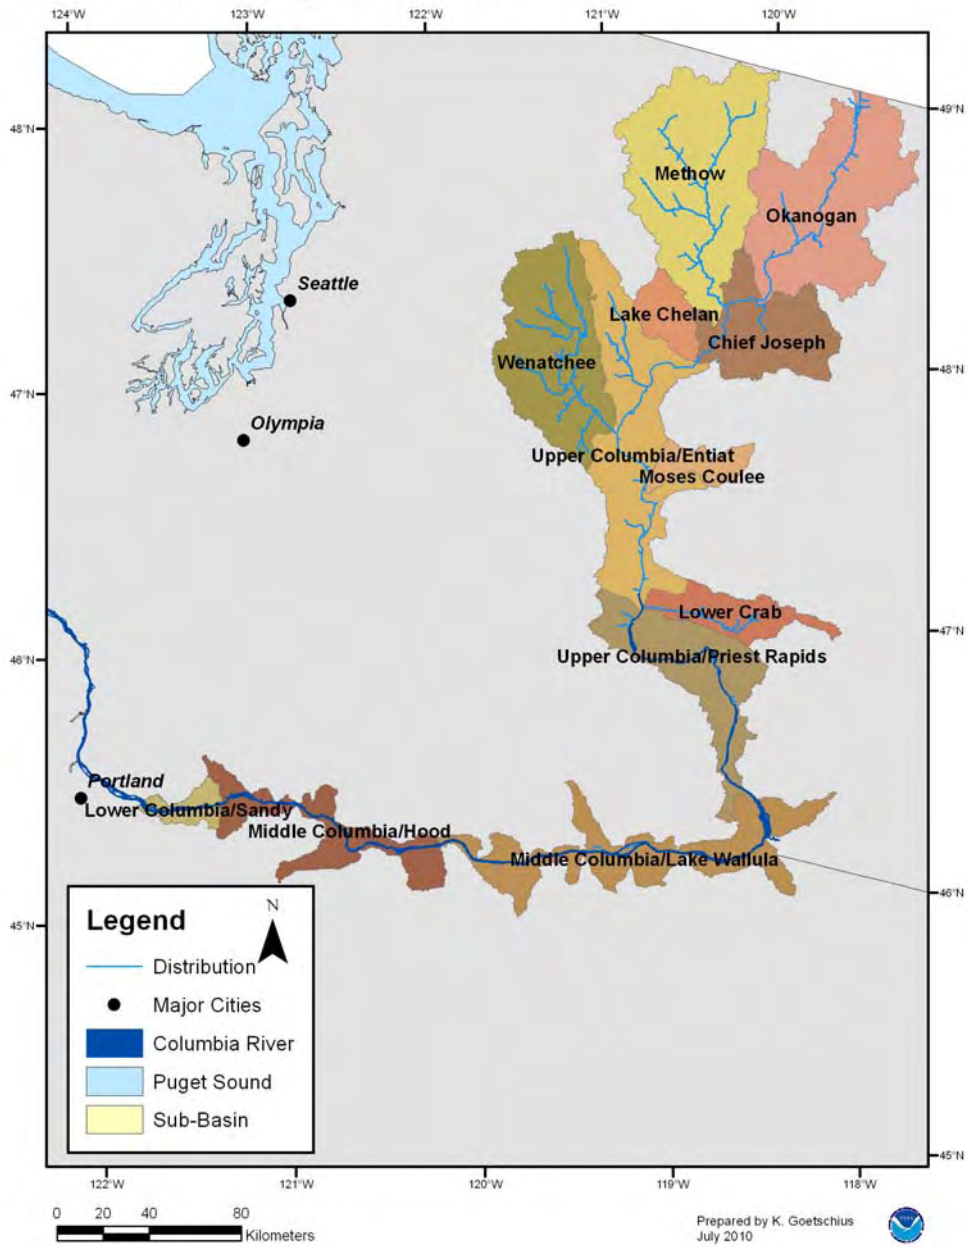 124°W 123°W 122°W 121°W 120°W
49°N
48°N
Methow
Okanogan
Seattle
Lake Chelan
Chief Joseph
Wenatchee
48°N
47°N
Olympia
Upper Columbia/Entiat
Moses Coulee
Lower Crab
47°N
46°N
Upper Columbia/Priest Rapids
Portland
Lower Columbia/Sandy
Middle Columbia/Hood
Middle Columbia/Lake Wallula
46°N
45°N
Legend
N
Distribution
Major Cities
Columbia River
Puget Sound
Sub-Basin
45°N
122°W 121°W 120°W 119°W 118°W
0 20 40 80
Kilometers
Prepared by K. Goetschius
July 2010